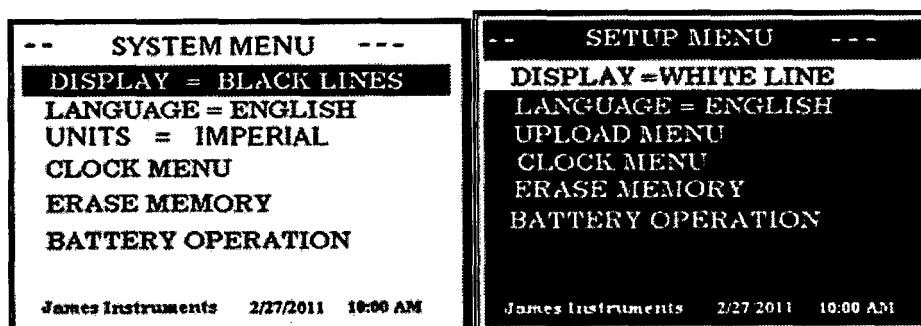 -- SYSTEM MENU ---
DISPLAY = BLACK LINES
LANGUAGE = ENGLISH
UNITS = IMPERIAL
CLOCK MENU
ERASE MEMORY
BATTERY OPERATION
James Instruments 2/27/2011 10:00 AM
-- SETUP MENU ---
DISPLAY =WHITE LINE
LANGUAGE = ENGLISH
UPLOAD MENU
CLOCK MENU
ERASE MEMORY
BATTERY OPERATION
James Instruments 2/27/2011 10:00 AM